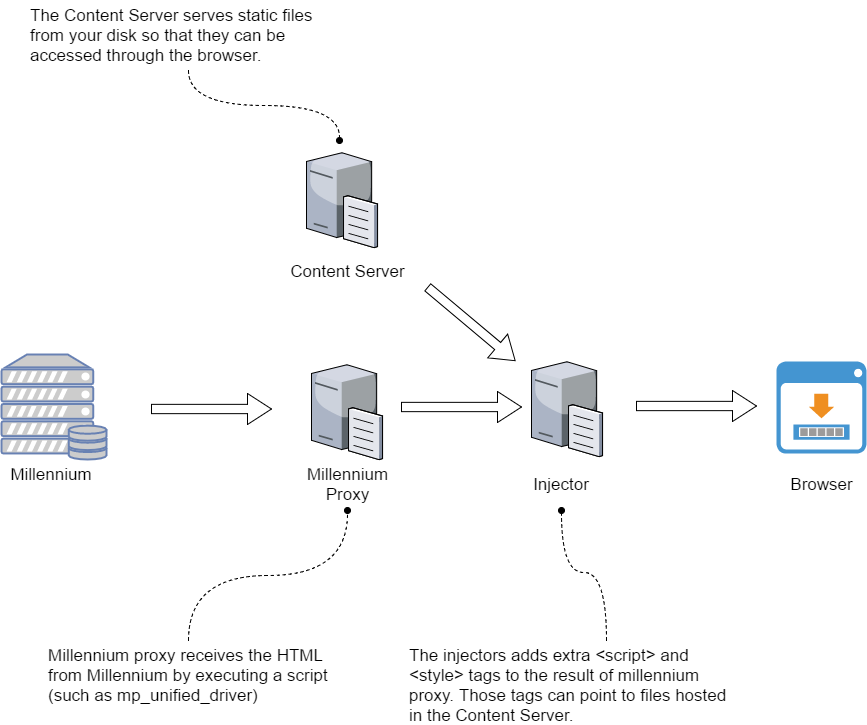 The Content Server serves static files
from your disk so that they can be
accessed through the browser.
Content Server
Millennium
Millennium
Proxy
Injector
Browser
Millennium proxy receives the HTML
from Millennium by executing a script
(such as mp_unified_driver)
The injectors adds extra <script> and
<style> tags to the result of millennium
proxy. Those tags can point to files hosted
in the Content Server.